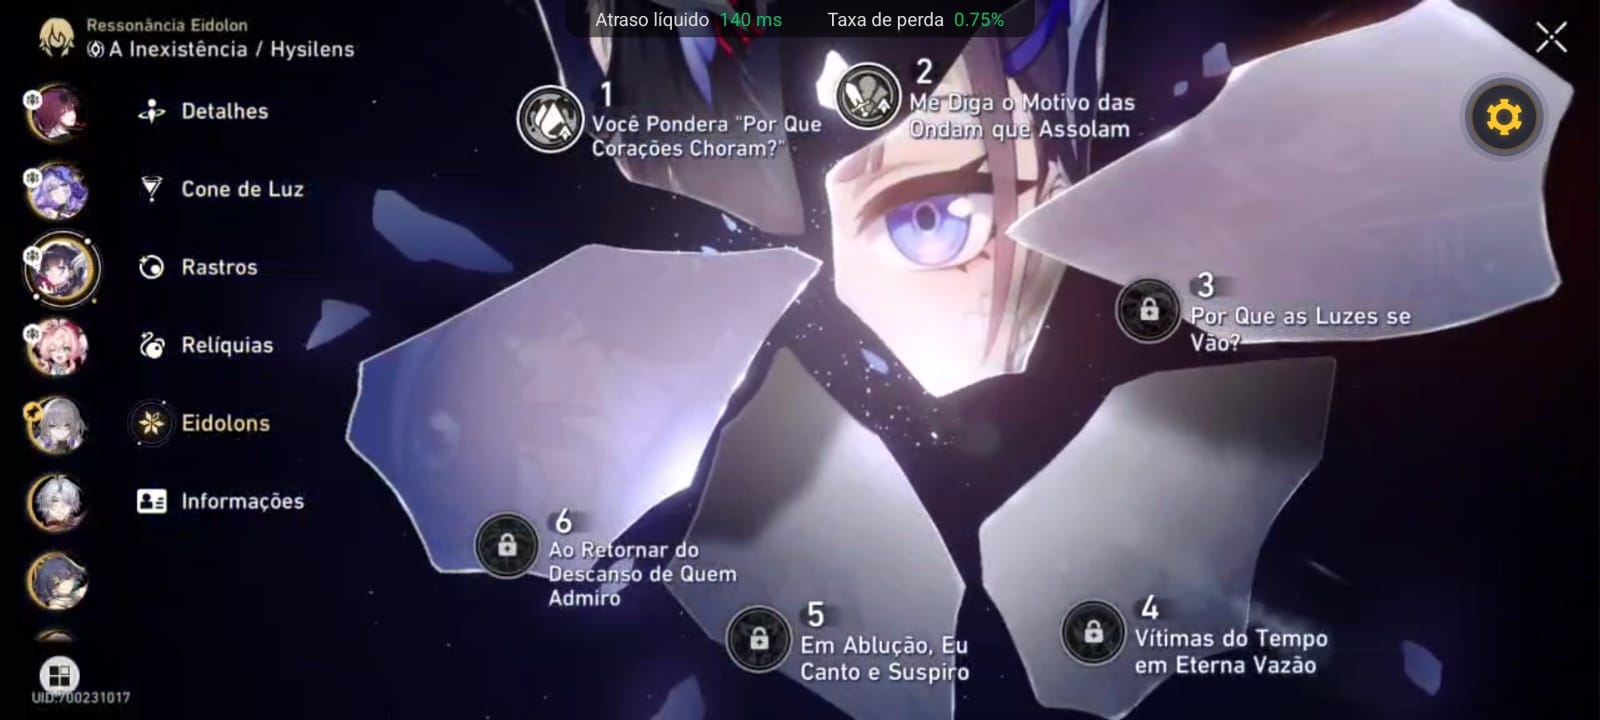 Atraso líquido 140 ms Taxa de perda 0.75%
Ressonância Eidolon
A Inexistência / Hysilens
Detalhes
Cone de Luz
Rastros
Relíquias
Eidolons
Informações
UID:700231017
1
Você Pondera "Por Que
Corações Choram?"
2
Me Diga o Motivo das
Ondam que Assolam
3
Por Que as Luzes se
Vão?
4
Vítimas do Tempo
em Eterna Vazão
5
Em Ablução, Eu
Canto e Suspiro
6
Ao Retornar do
Descanso de Quem
Admiro